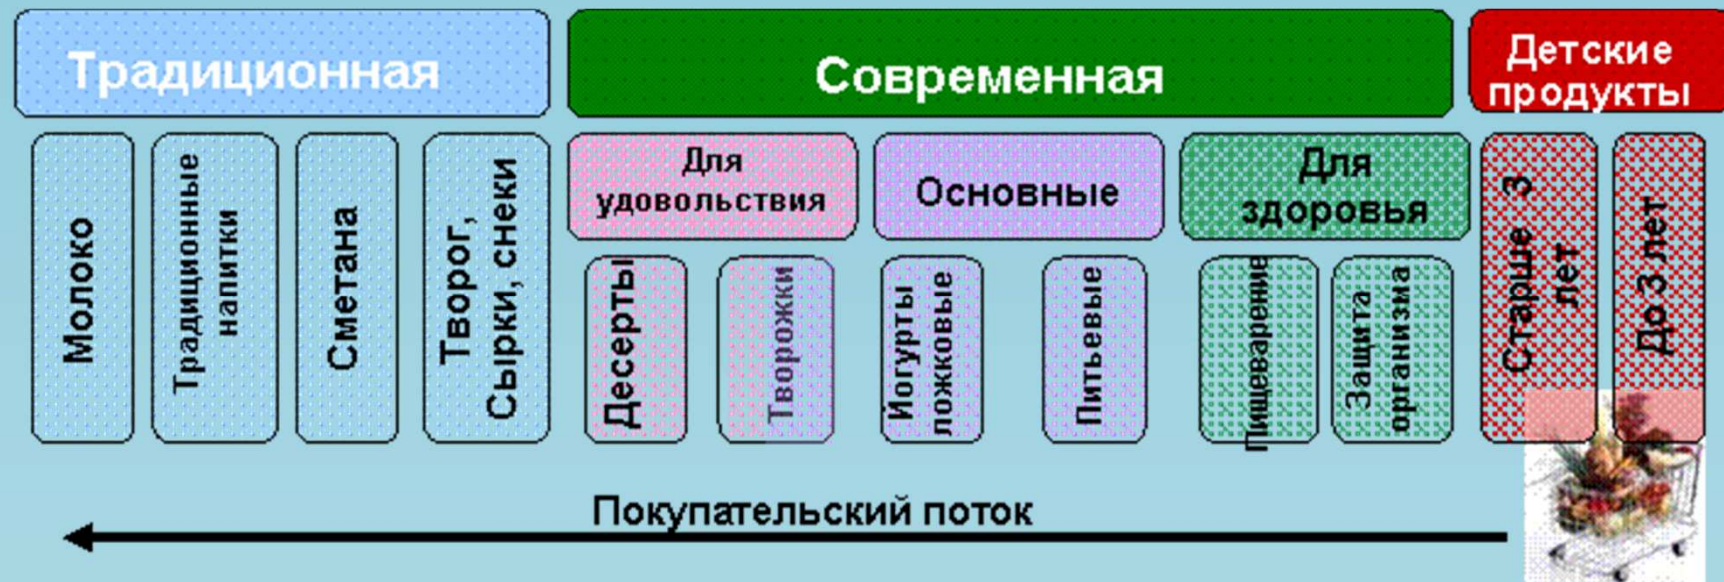 Традиционная
Современная
Детские
продукты
Молоко
Традиционные
напитки
Сметана
Творог,
Сырки, снеки
Для
удовольствия
Десерты
Творожки
Основные
Йогурты
ложковые
Питьевые
Для
здоровья
Пищеварение
Защита
организма
Старше 3
лет
До 3 лет
Покупательский поток